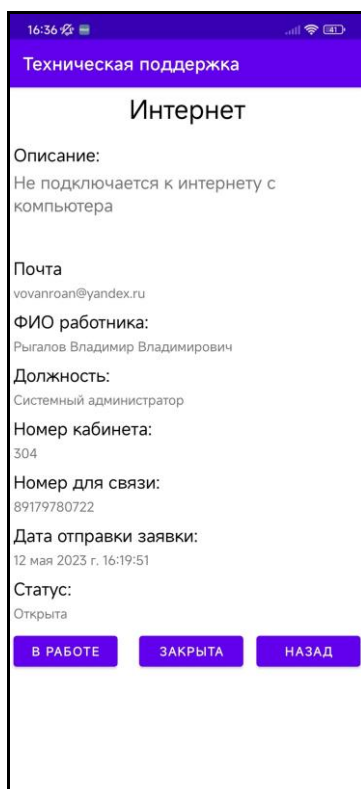 16:36
41
Техническая поддержка
Интернет
Описание:
Не подключается к интернету с
компьютера
Почта
vovanroan@yandex.ru
ФИО работника:
Рыгалов Владимир Владимирович
Должность:
Системный администратор
Номер кабинета:
304
Номер для связи:
89179780722
Дата отправки заявки:
12 мая 2023 г. 16:19:51
Статус:
Открыта
В РАБОТЕ ЗАКРЫТА НАЗАД